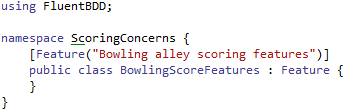 using FluentBDD;
namespace ScoringConcerns {
    [Feature("Bowling alley scoring features")]
    public class BowlingScoreFeatures : Feature {
    }
}